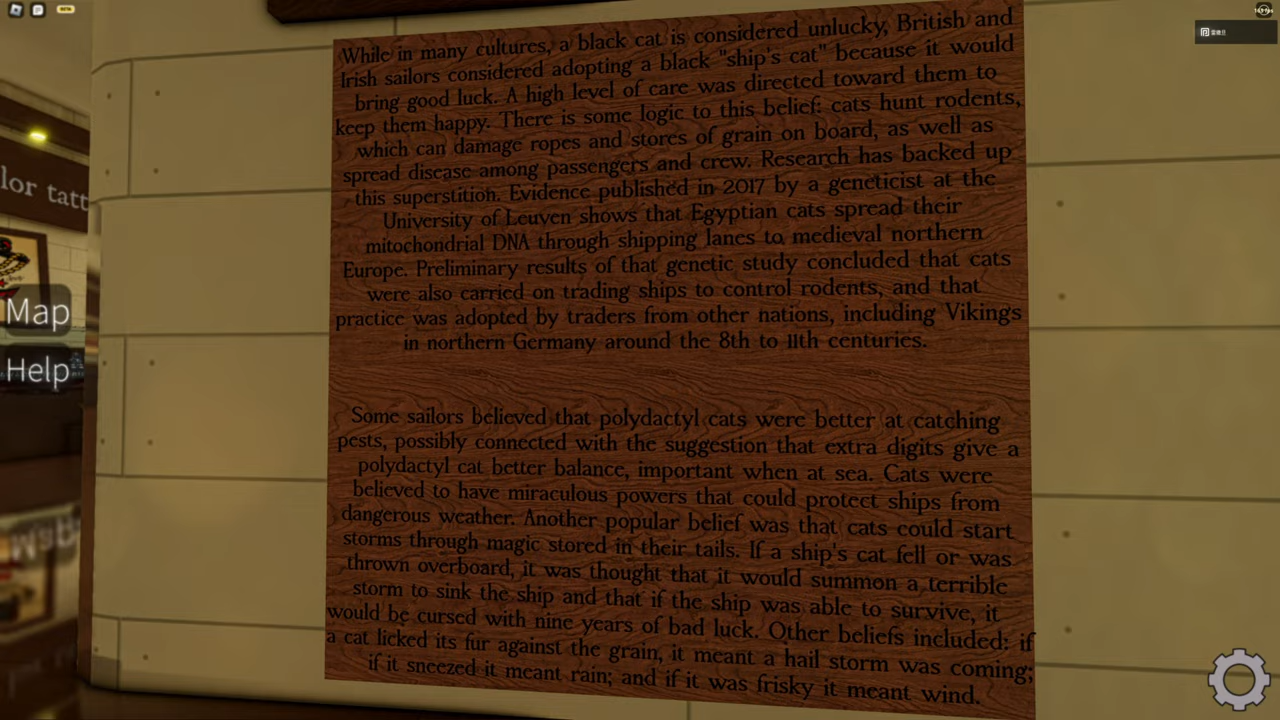 BETA
lor tatt
Map
Help
While in many cultures, a black cat is considered unlucky, British and
Irish sailors considered adopting a black "ship's cat" because it would
bring good luck. A high level of care was directed toward them to
keep them happy. There is some logic to this belief: cats hunt rodents,
which can damage ropes and stores of grain on board, as well as
spread disease among passengers and crew. Research has backed up
this superstition. Evidence published in 2017 by a geneticist at the
University of Leuven shows that Egyptian cats spread their
mitochondrial DNA through shipping lanes to medieval northern
Europe. Preliminary results of that genetic study concluded that cats
were also carried on trading ships to control rodents, and that
practice was adopted by traders from other nations, including Vikings
in northern Germany around the 8th to 11th centuries.
Some sailors believed that polydactyl cats were better at catching
pests, possibly connected with the suggestion that extra digits give a
polydactyl cat better balance, important when at sea. Cats were
believed to have miraculous powers that could protect ships from
dangerous weather. Another popular belief was that cats could start
storms through magic stored in their tails. If a ship's cat fell or was
thrown overboard, it was thought that it would summon a terrible
storm to sink the ship and that if the ship was able to survive, it
would be cursed with nine years of bad luck. Other beliefs included: if
a cat licked its fur against the grain, it meant a hail storm was coming;
if it sneezed it meant rain; and if it was frisky it meant wind.